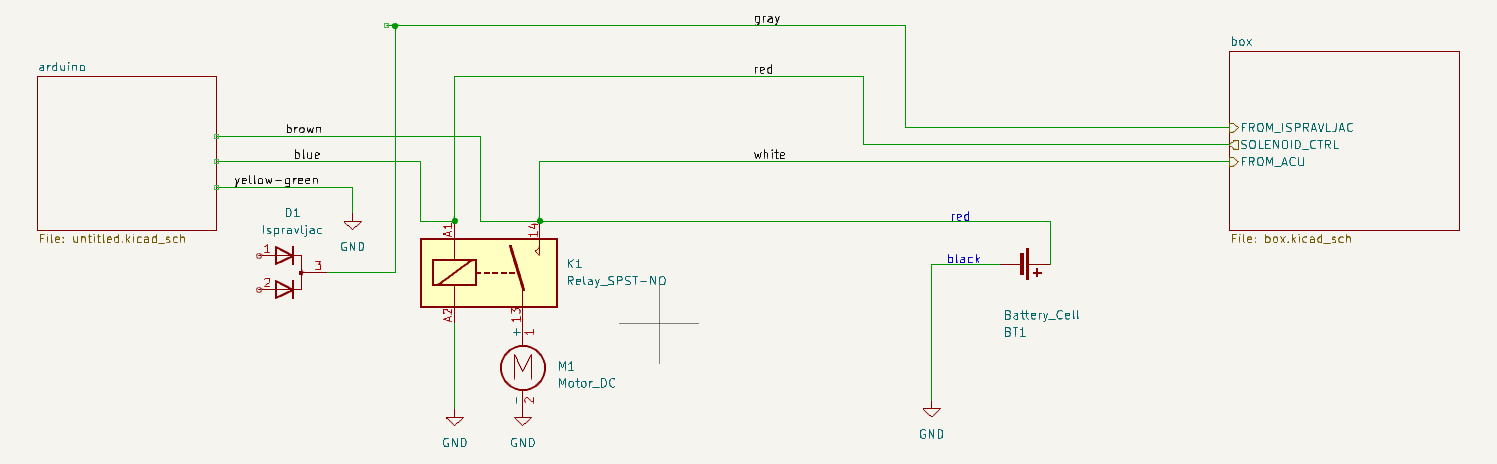 gray
box
arduino
red
brown
FROM_ISPRAVLJAC
SOLENOID_CTRL
blue
white
FROM_ACU
yellow-green
D1
Ispravljac
red
File: untitled.kicad_sch
GND
A1
14
File: box.kicad_sch
1
3
2
K1
Relay_SPST-NO
black
+
A2
13
+
1
Battery_Cell
BT1
M
M1
Motor_DC
-
2
GND
GND
GND